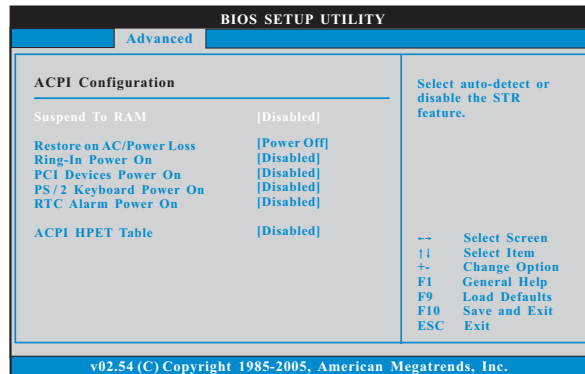 BIOS SETUP UTILITY
Advanced
ACPI Configuration
Suspend To RAM [Disabled]
Restore on AC/Power Loss [Power Off]
Ring-In Power On [Disabled]
PCI Devices Power On [Disabled]
PS/2 Keyboard Power On [Disabled]
RTC Alarm Power On [Disabled]
ACPI HPET Table [Disabled]
Select auto-detect or
disable the STR
feature.
←→ Select Screen
↑↓ Select Item
+- Change Option
F1 General Help
F9 Load Defaults
F10 Save and Exit
ESC Exit
v02.54 (C) Copyright 1985-2005, American Megatrends, Inc.